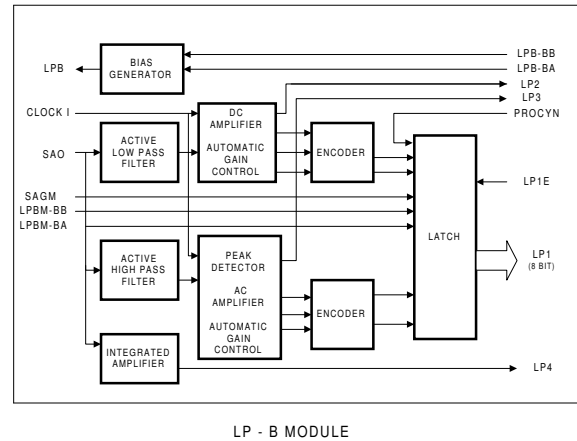 LPB
BIAS
GENERATOR
LPB-BB
LPB-BA
LP2
LP3
PROCYN
CLOCK I
SAO
ACTIVE
LOW PASS
FILTER
DC
AMPLIFIER
AUTOMATIC
GAIN
CONTROL
ENCODER
SAGM
LPBM-BB
LPBM-BA
LATCH
LP1E
LP1
(8 BIT)
ACTIVE
HIGH PASS
FILTER
PEAK
DETECTOR
AC
AMPLIFIER
AUTOMATIC
GAIN
CONTROL
ENCODER
INTEGRATED
AMPLIFIER
LP4
LP - B MODULE